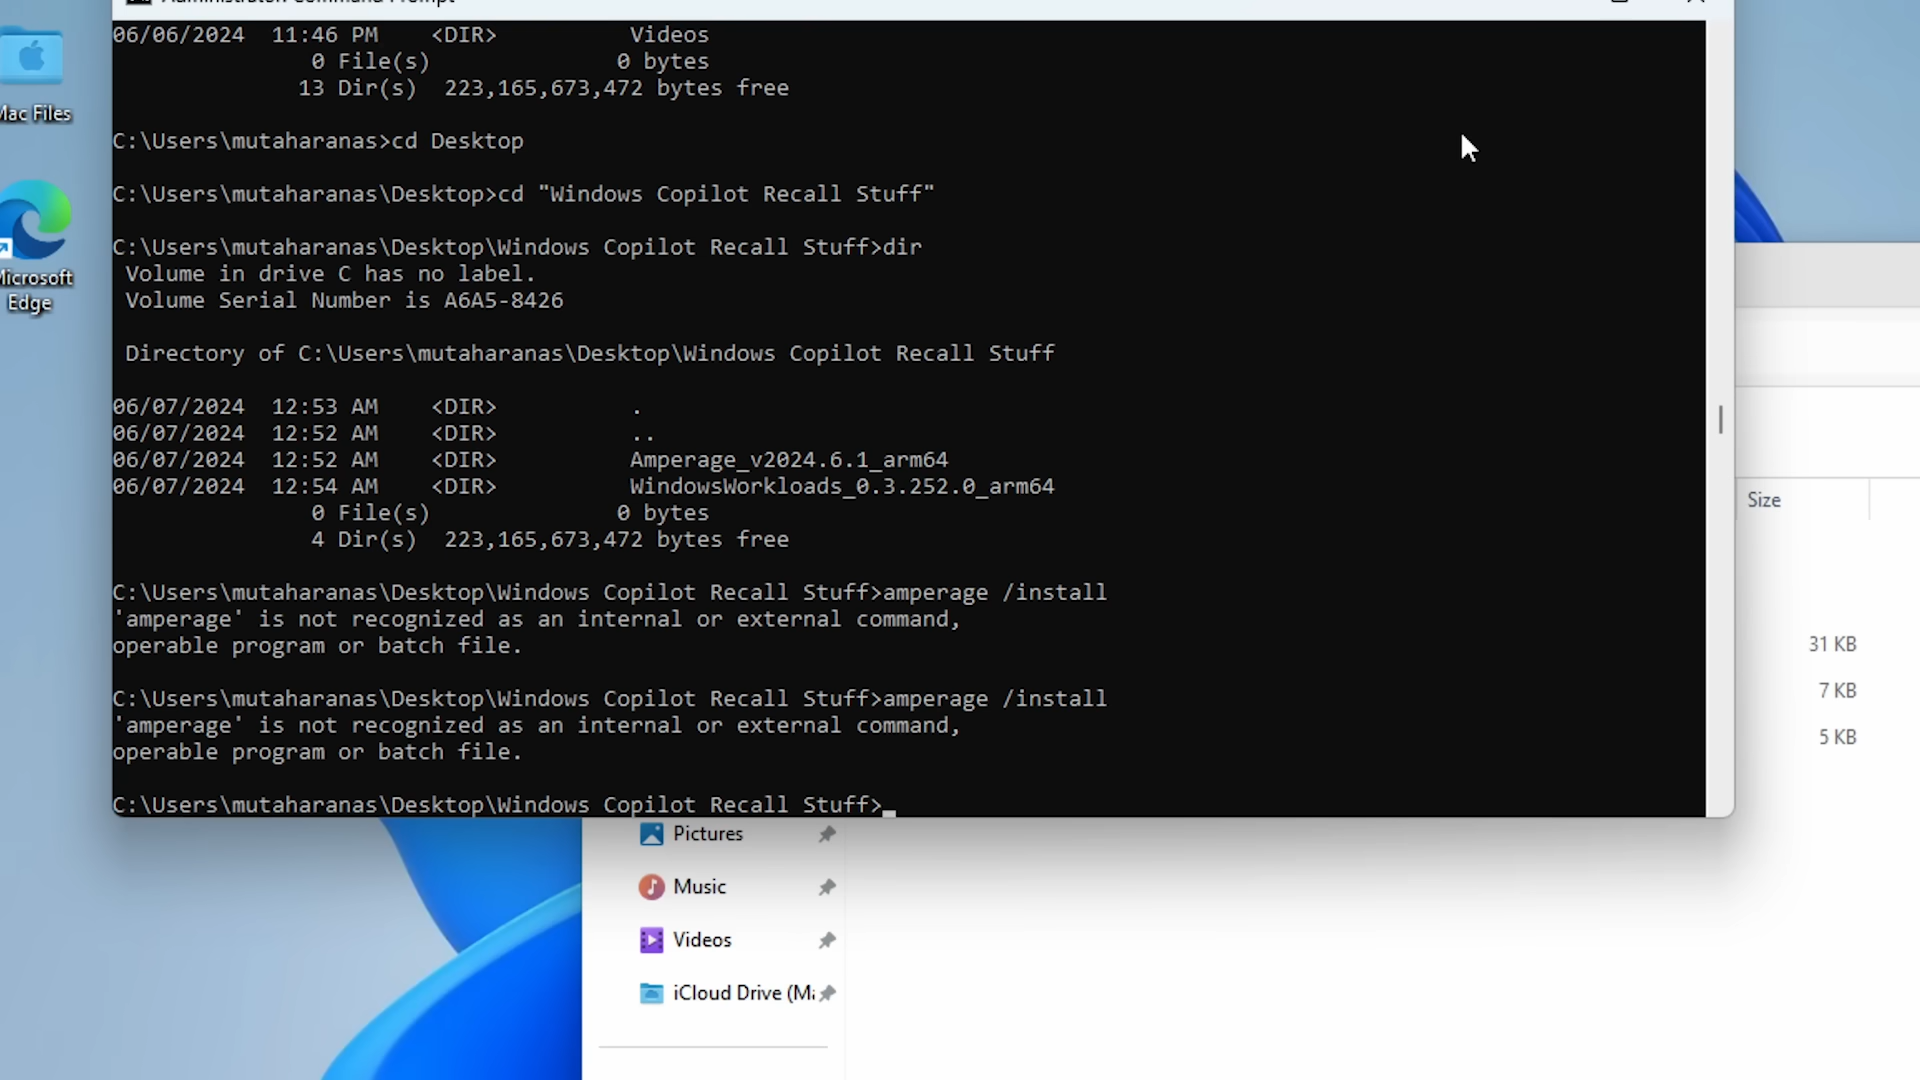 Administrator: Command Prompt
06/06/2024  11:46 PM    <DIR>          Videos
               0 File(s)              0 bytes
              13 Dir(s)  223,165,673,472 bytes free
C:\Users\mutaharanas>cd Desktop
C:\Users\mutaharanas\Desktop>cd "Windows Copilot Recall Stuff"
C:\Users\mutaharanas\Desktop\Windows Copilot Recall Stuff>dir
 Volume in drive C has no label.
 Volume Serial Number is A6A5-8426
 Directory of C:\Users\mutaharanas\Desktop\Windows Copilot Recall Stuff
06/07/2024  12:53 AM    <DIR>          .
06/07/2024  12:52 AM    <DIR>          ..
06/07/2024  12:52 AM    <DIR>          Amperage_v2024.6.1_arm64
06/07/2024  12:54 AM    <DIR>          WindowsWorkloads_0.3.252.0_arm64
               0 File(s)              0 bytes
               4 Dir(s)  223,165,673,472 bytes free
C:\Users\mutaharanas\Desktop\Windows Copilot Recall Stuff>amperage /install
'amperage' is not recognized as an internal or external command,
operable program or batch file.
C:\Users\mutaharanas\Desktop\Windows Copilot Recall Stuff>amperage /install
'amperage' is not recognized as an internal or external command,
operable program or batch file.
C:\Users\mutaharanas\Desktop\Windows Copilot Recall Stuff>_
Mac Files
Microsoft
Edge
Size
31 KB
7 KB
5 KB
Pictures
Music
Videos
iCloud Drive (Ma